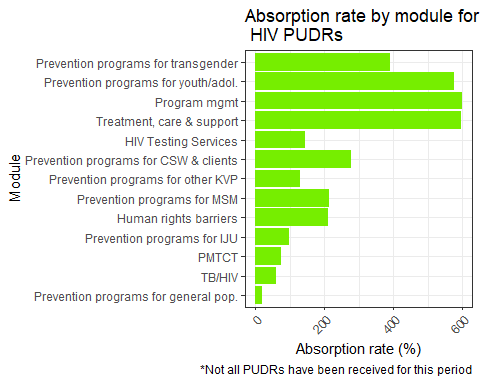 Absorption rate by module for
HIV PUDRs
Module
Prevention programs for transgender
Prevention programs for youth/adol.
Program mgmt
Treatment, care & support
HIV Testing Services
Prevention programs for CSW & clients
Prevention programs for other KVP
Prevention programs for MSM
Human rights barriers
Prevention programs for IJU
PMTCT
TB/HIV
Prevention programs for general pop.
0 200 400 600
Absorption rate (%)
*Not all PUDRs have been received for this period